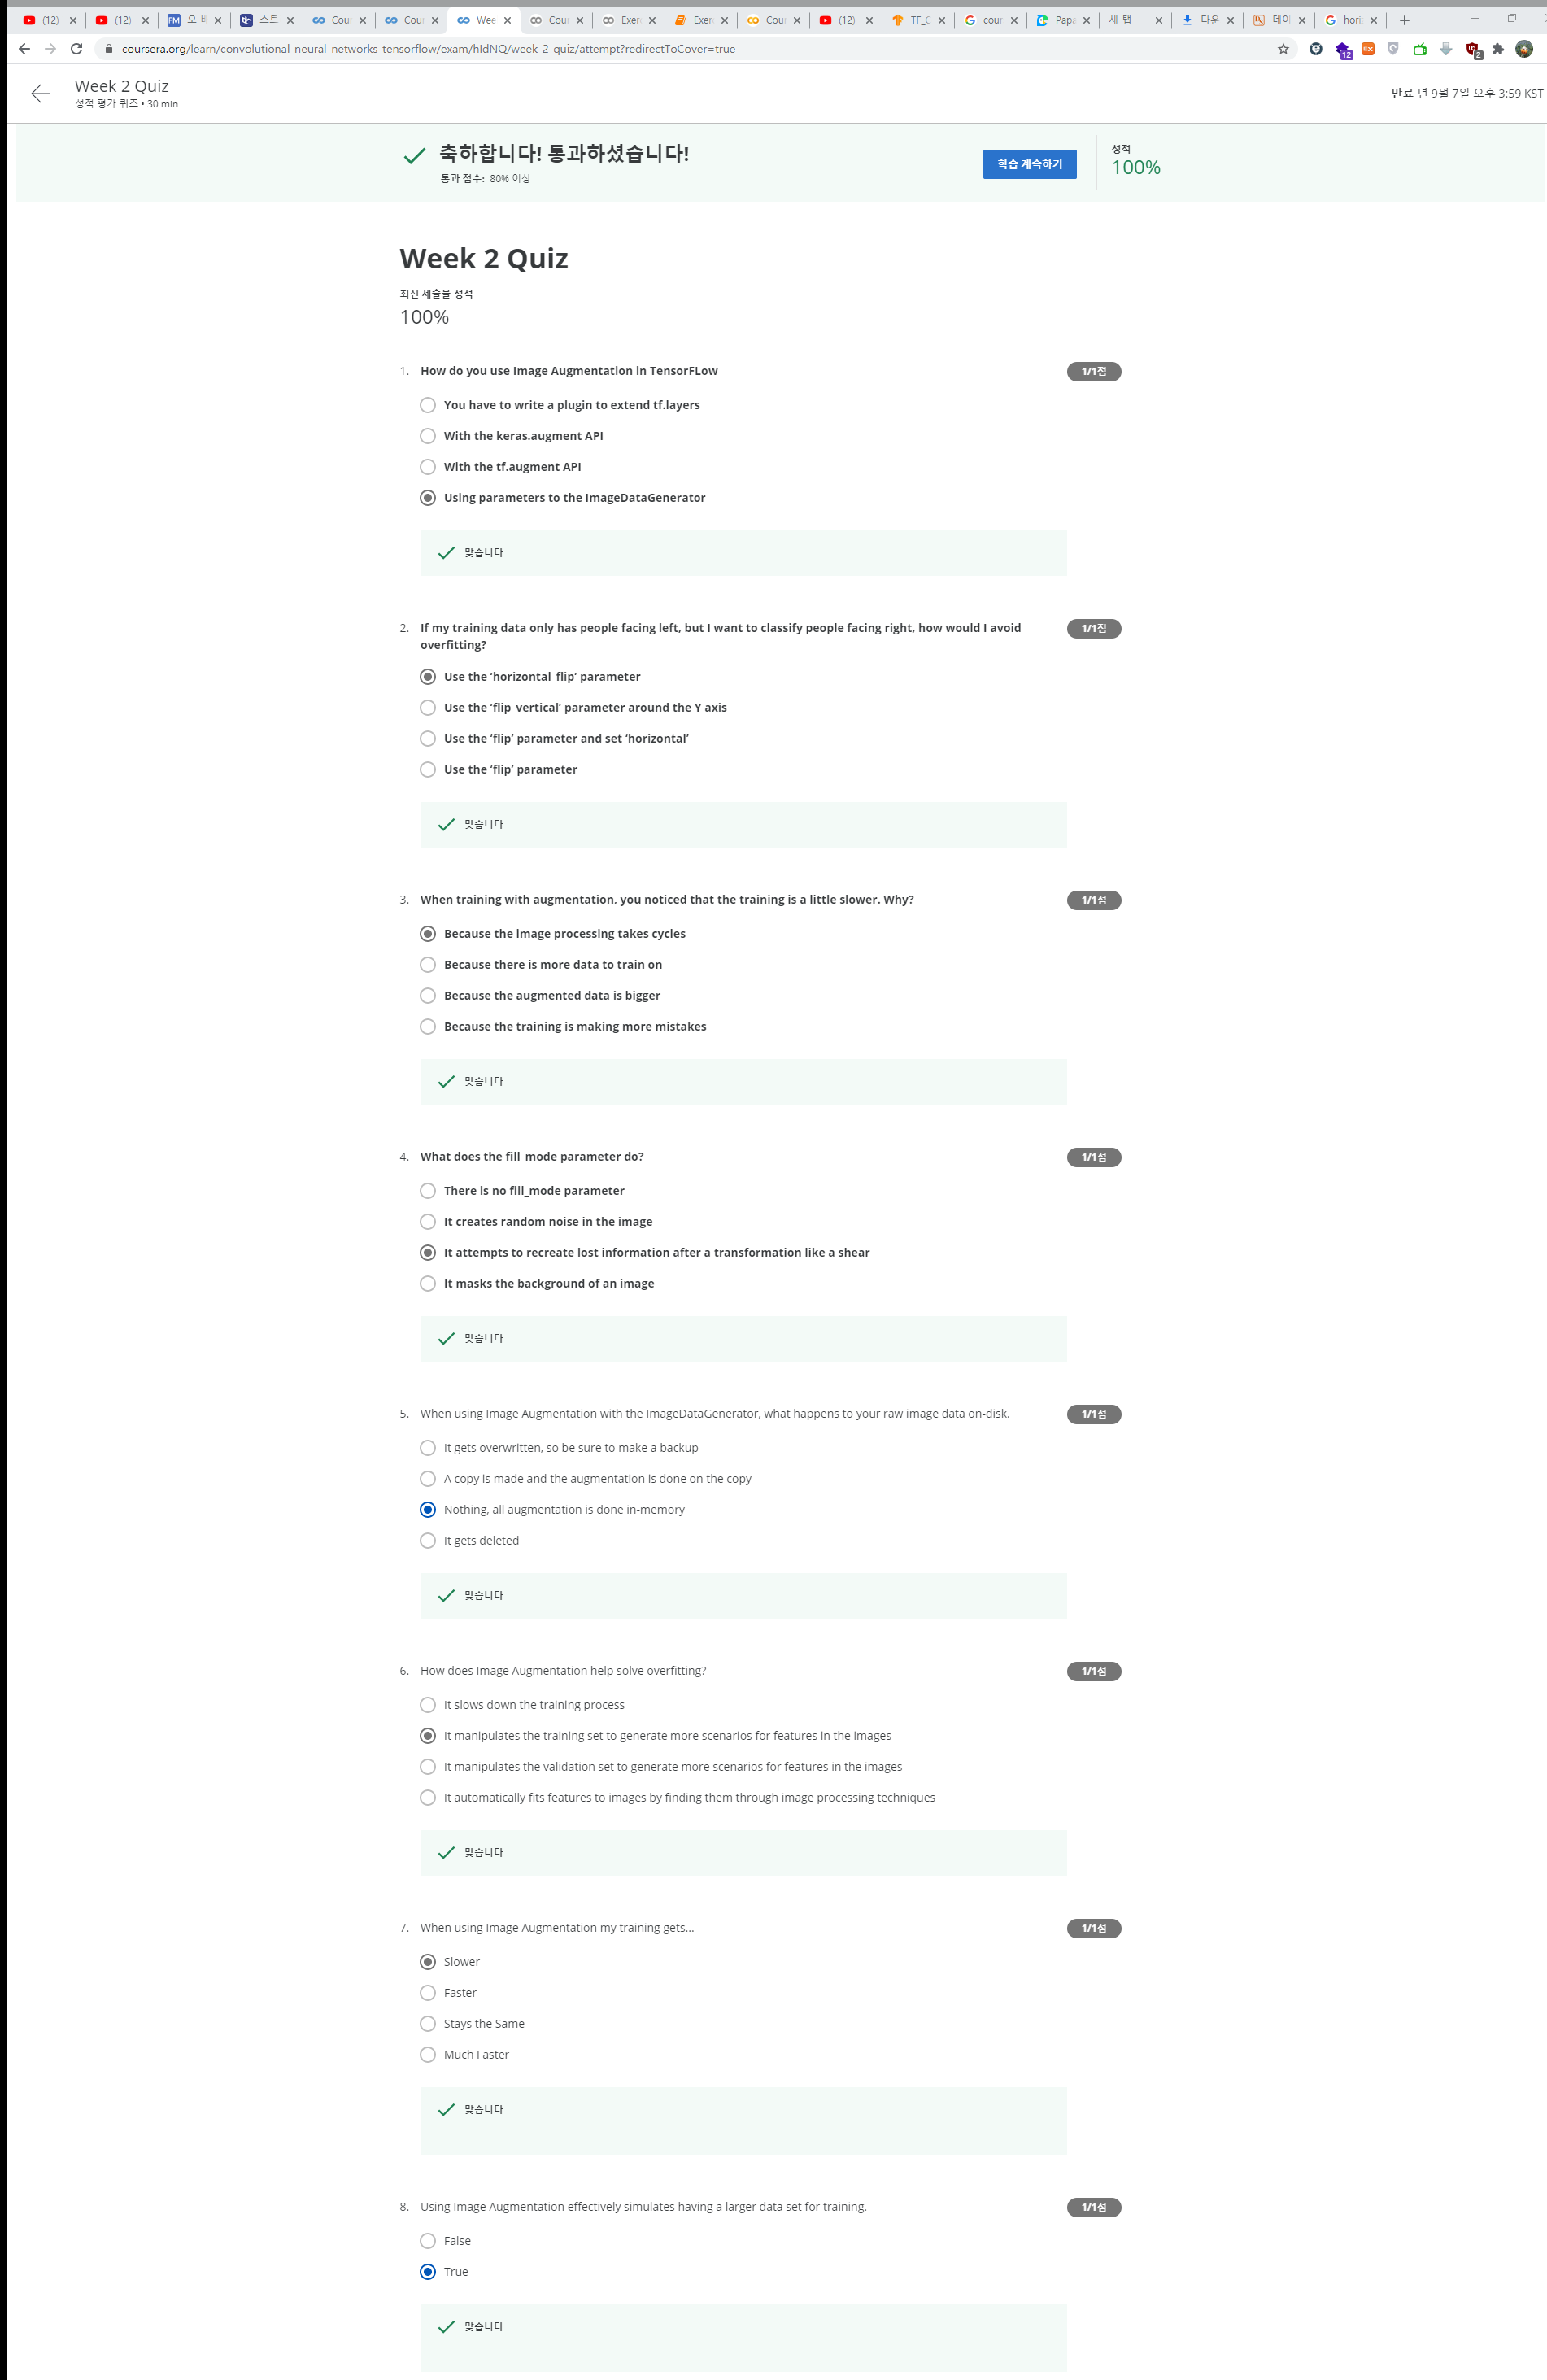 (12)
(12)
FM 오 비
스트
Cour
Cour
Wee
Cour
Exer
Exer
Cour
(12)
TF_C
cour
Papa
새 탭
다운
데이
hori
coursera.org/learn/convolutional-neural-networks-tensorflow/exam/hldNQ/week-2-quiz/attempt?redirectToCover=true
12
2
Week 2 Quiz
성적 평가 퀴즈 • 30 min
만료 년 9월 7일 오후 3:59 KST
축하합니다! 통과하셨습니다!
통과 점수: 80% 이상
학습 계속하기
성적
100%
Week 2 Quiz
최신 제출물 성적
100%
1. How do you use Image Augmentation in TensorFLow
1/1점
You have to write a plugin to extend tf.layers
With the keras.augment API
With the tf.augment API
Using parameters to the ImageDataGenerator
맞습니다
2. If my training data only has people facing left, but I want to classify people facing right, how would I avoid
overfitting?
1/1점
Use the ‘horizontal_flip’ parameter
Use the ‘flip_vertical’ parameter around the Y axis
Use the ‘flip’ parameter and set ‘horizontal’
Use the ‘flip’ parameter
맞습니다
3. When training with augmentation, you noticed that the training is a little slower. Why?
1/1점
Because the image processing takes cycles
Because there is more data to train on
Because the augmented data is bigger
Because the training is making more mistakes
맞습니다
4. What does the fill_mode parameter do?
1/1점
There is no fill_mode parameter
It creates random noise in the image
It attempts to recreate lost information after a transformation like a shear
It masks the background of an image
맞습니다
5. When using Image Augmentation with the ImageDataGenerator, what happens to your raw image data on-disk.
1/1점
It gets overwritten, so be sure to make a backup
A copy is made and the augmentation is done on the copy
Nothing, all augmentation is done in-memory
It gets deleted
맞습니다
6. How does Image Augmentation help solve overfitting?
1/1점
It slows down the training process
It manipulates the training set to generate more scenarios for features in the images
It manipulates the validation set to generate more scenarios for features in the images
It automatically fits features to images by finding them through image processing techniques
맞습니다
7. When using Image Augmentation my training gets...
1/1점
Slower
Faster
Stays the Same
Much Faster
맞습니다
8. Using Image Augmentation effectively simulates having a larger data set for training.
1/1점
False
True
맞습니다